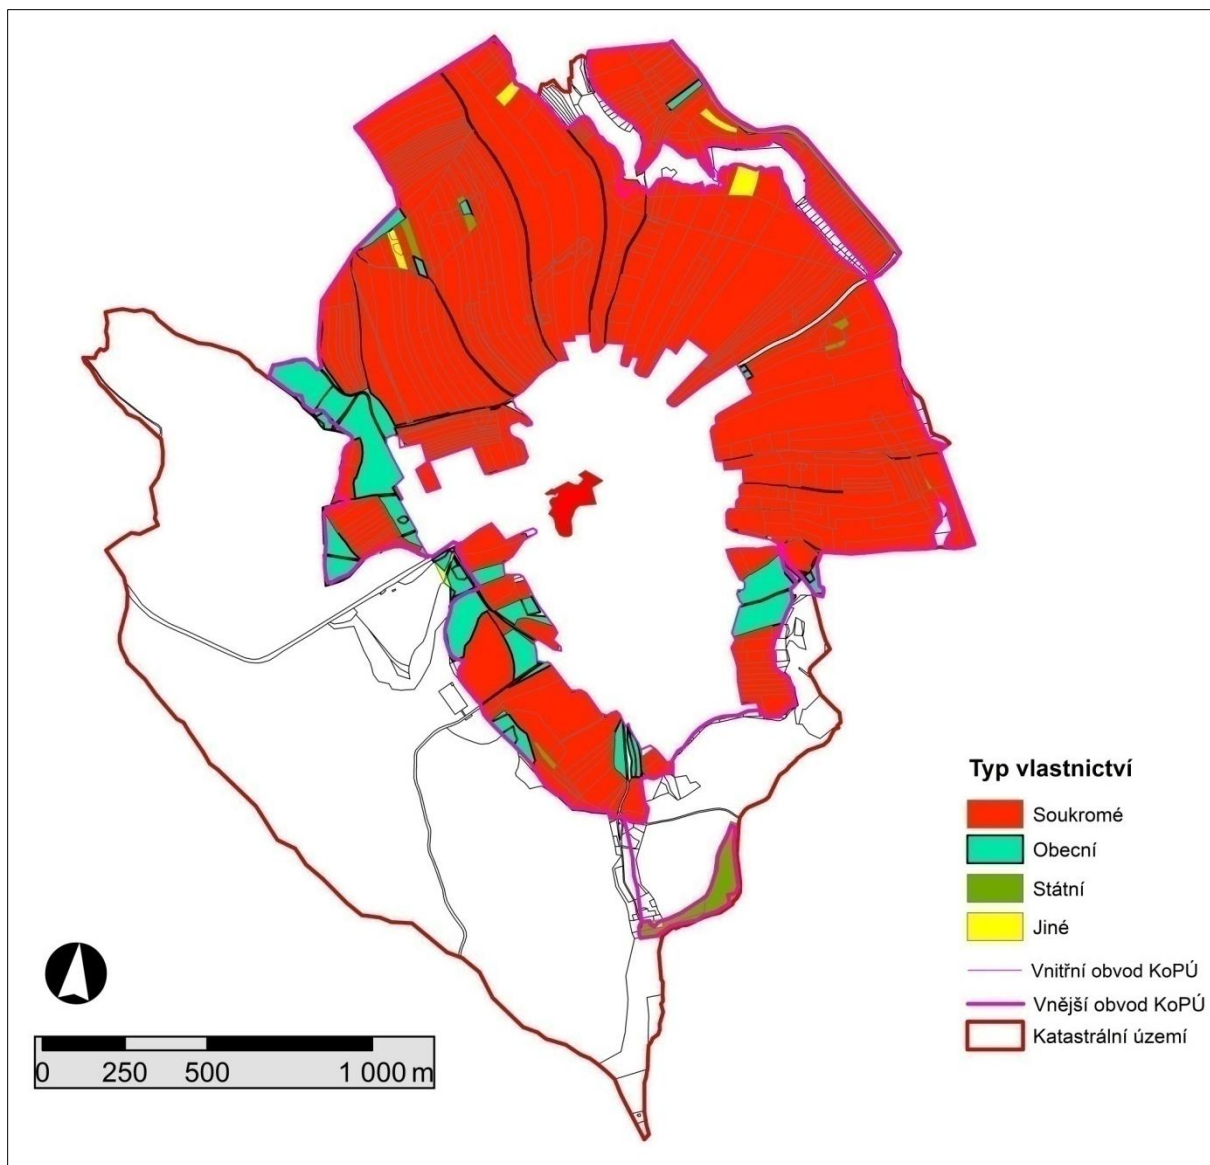 Typ vlastnictví
Soukromé
Obecní
Státní
Jiné
Vnitřní obvod KoPÚ
Vnější obvod KoPÚ
Katastrální území
0 250 500 1 000 m